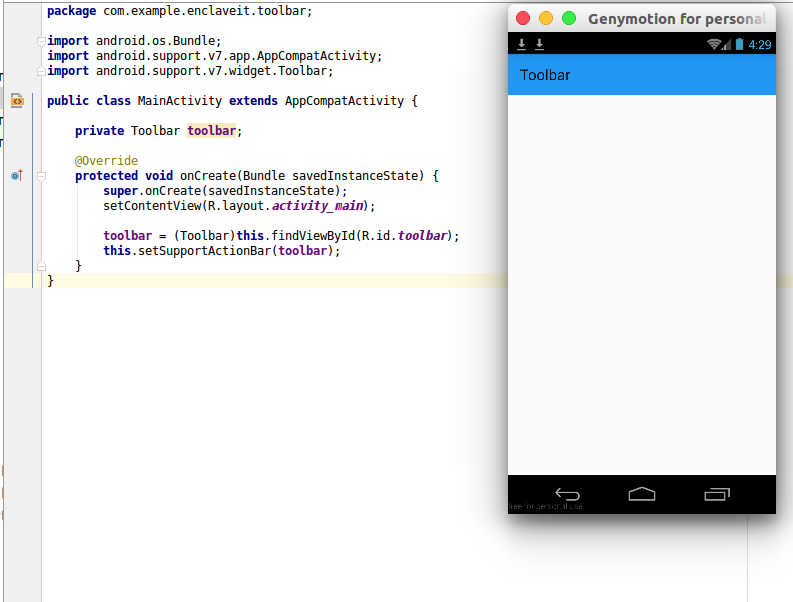 package com.example.enclaveit.toolbar;
import android.os.Bundle;
import android.support.v7.app.AppCompatActivity;
import android.support.v7.widget.Toolbar;
public class MainActivity extends AppCompatActivity {
private Toolbar toolbar;
@Override
protected void onCreate(Bundle savedInstanceState) {
super.onCreate(savedInstanceState);
setContentView(R.layout.activity_main);
toolbar = (Toolbar)this.findViewById(R.id.toolbar);
this.setSupportActionBar(toolbar);
}
}
Genymotion for personal
4:29
Toolbar
free for personal use